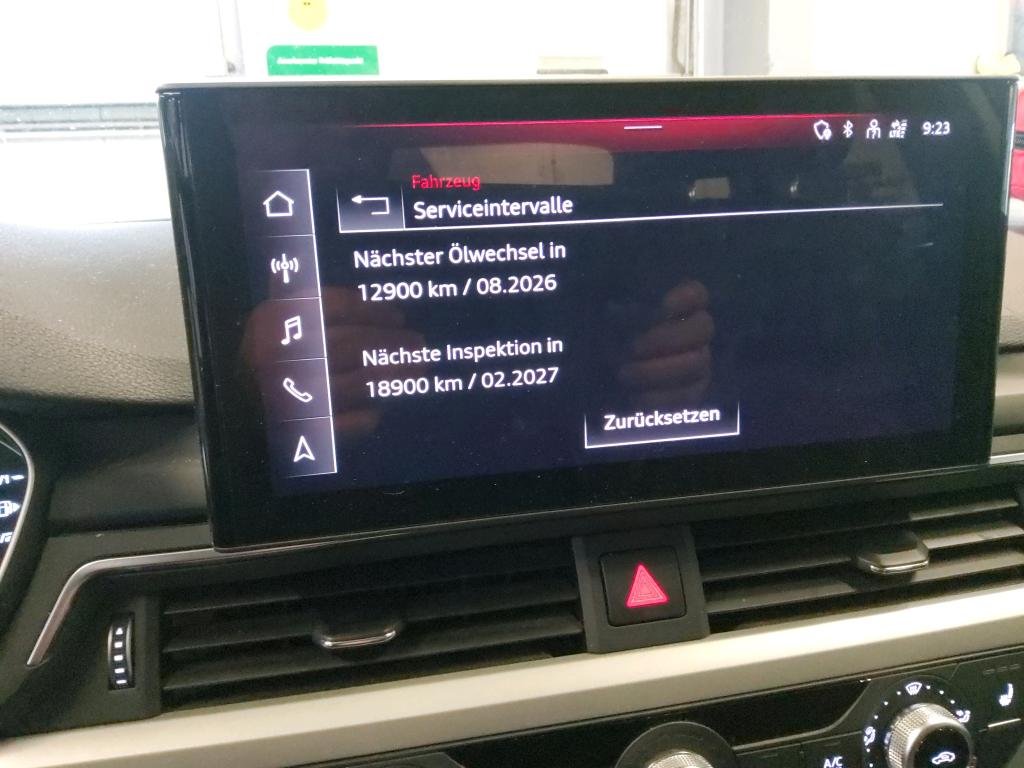 9:23
Fahrzeug
Serviceintervalle
Nächster Ölwechsel in
12900 km / 08.2026
Nächste Inspektion in
18900 km / 02.2027
Zurücksetzen
A/C